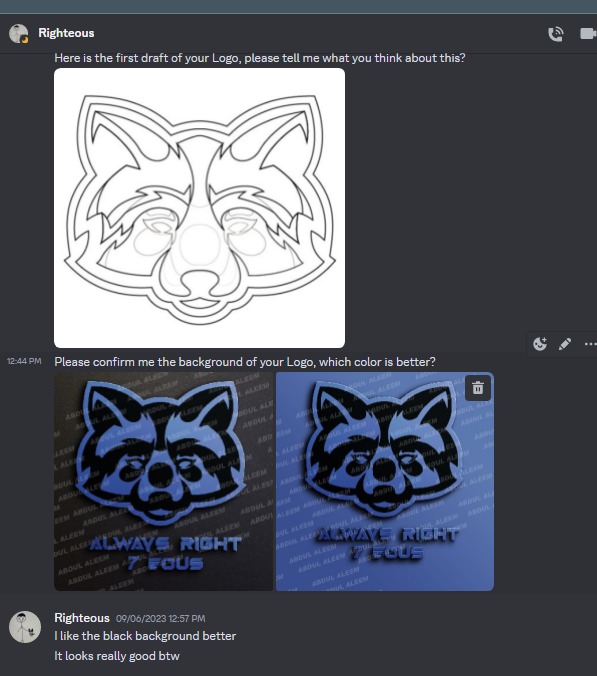 Righteous
Here is the first draft of your Logo, please tell me what you think about this?
12:44 PM Please confirm me the background of your Logo, which color is better?
ABDUL ALEEM
ALWAYS RIGHT
7 EOUS
ABDUL ALEEM
ALWAYS RIGHT
7 EOUS
Righteous 09/06/2023 12:57 PM
I like the black background better
It looks really good btw